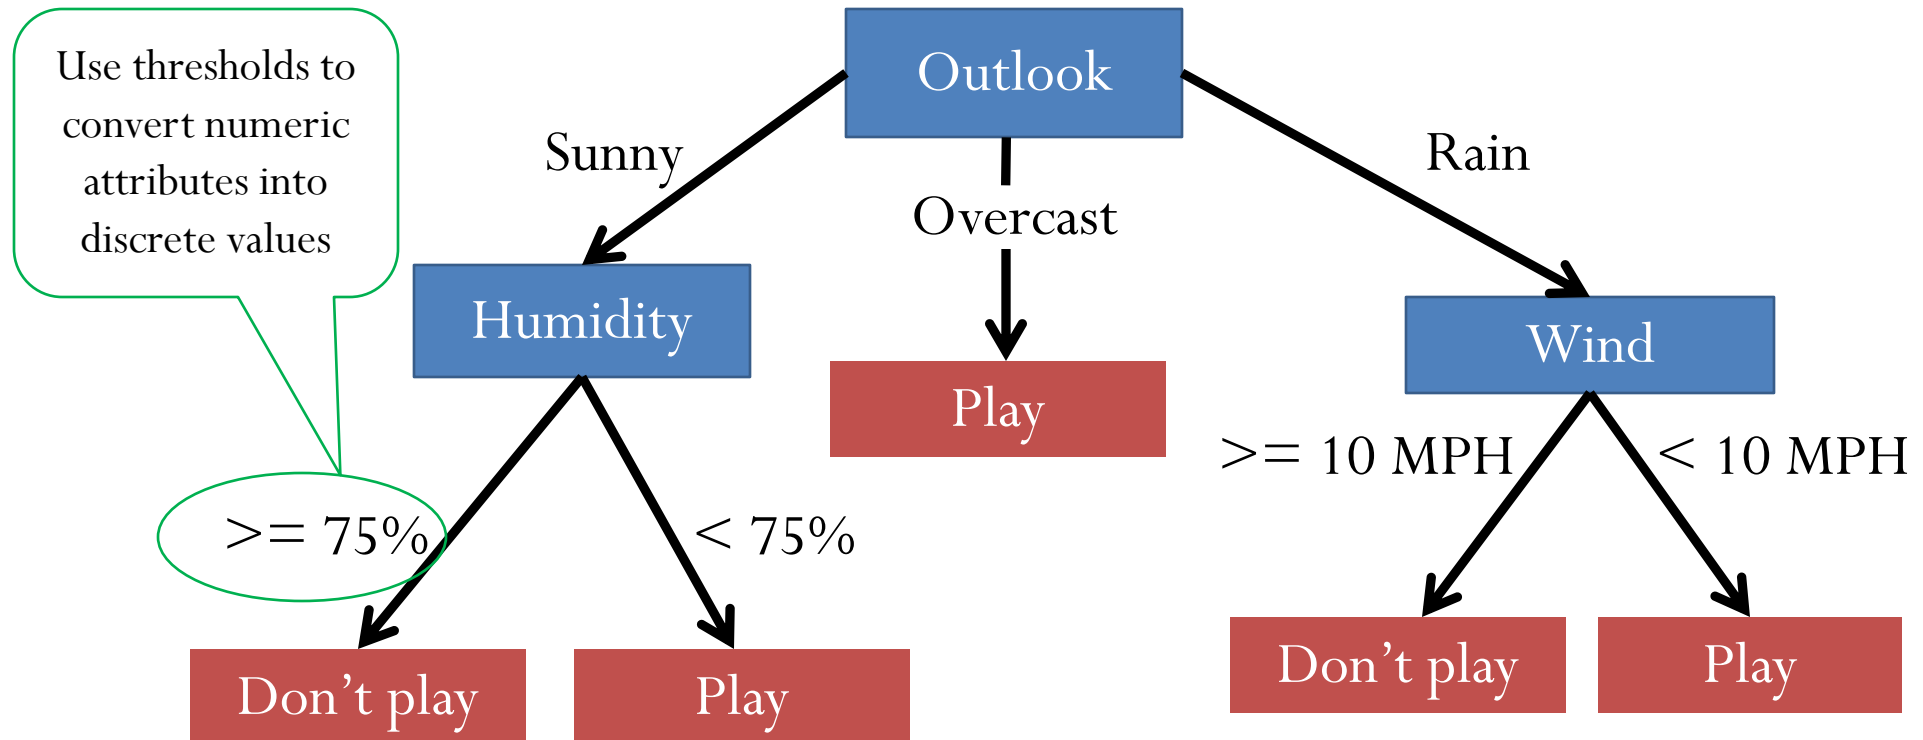 Use thresholds to
convert numeric
attributes into
discrete values
Outlook
Sunny
Overcast
Rain
Humidity
Play
Wind
>= 75%
< 75%
>= 10 MPH
< 10 MPH
Don’t play
Play
Don’t play
Play